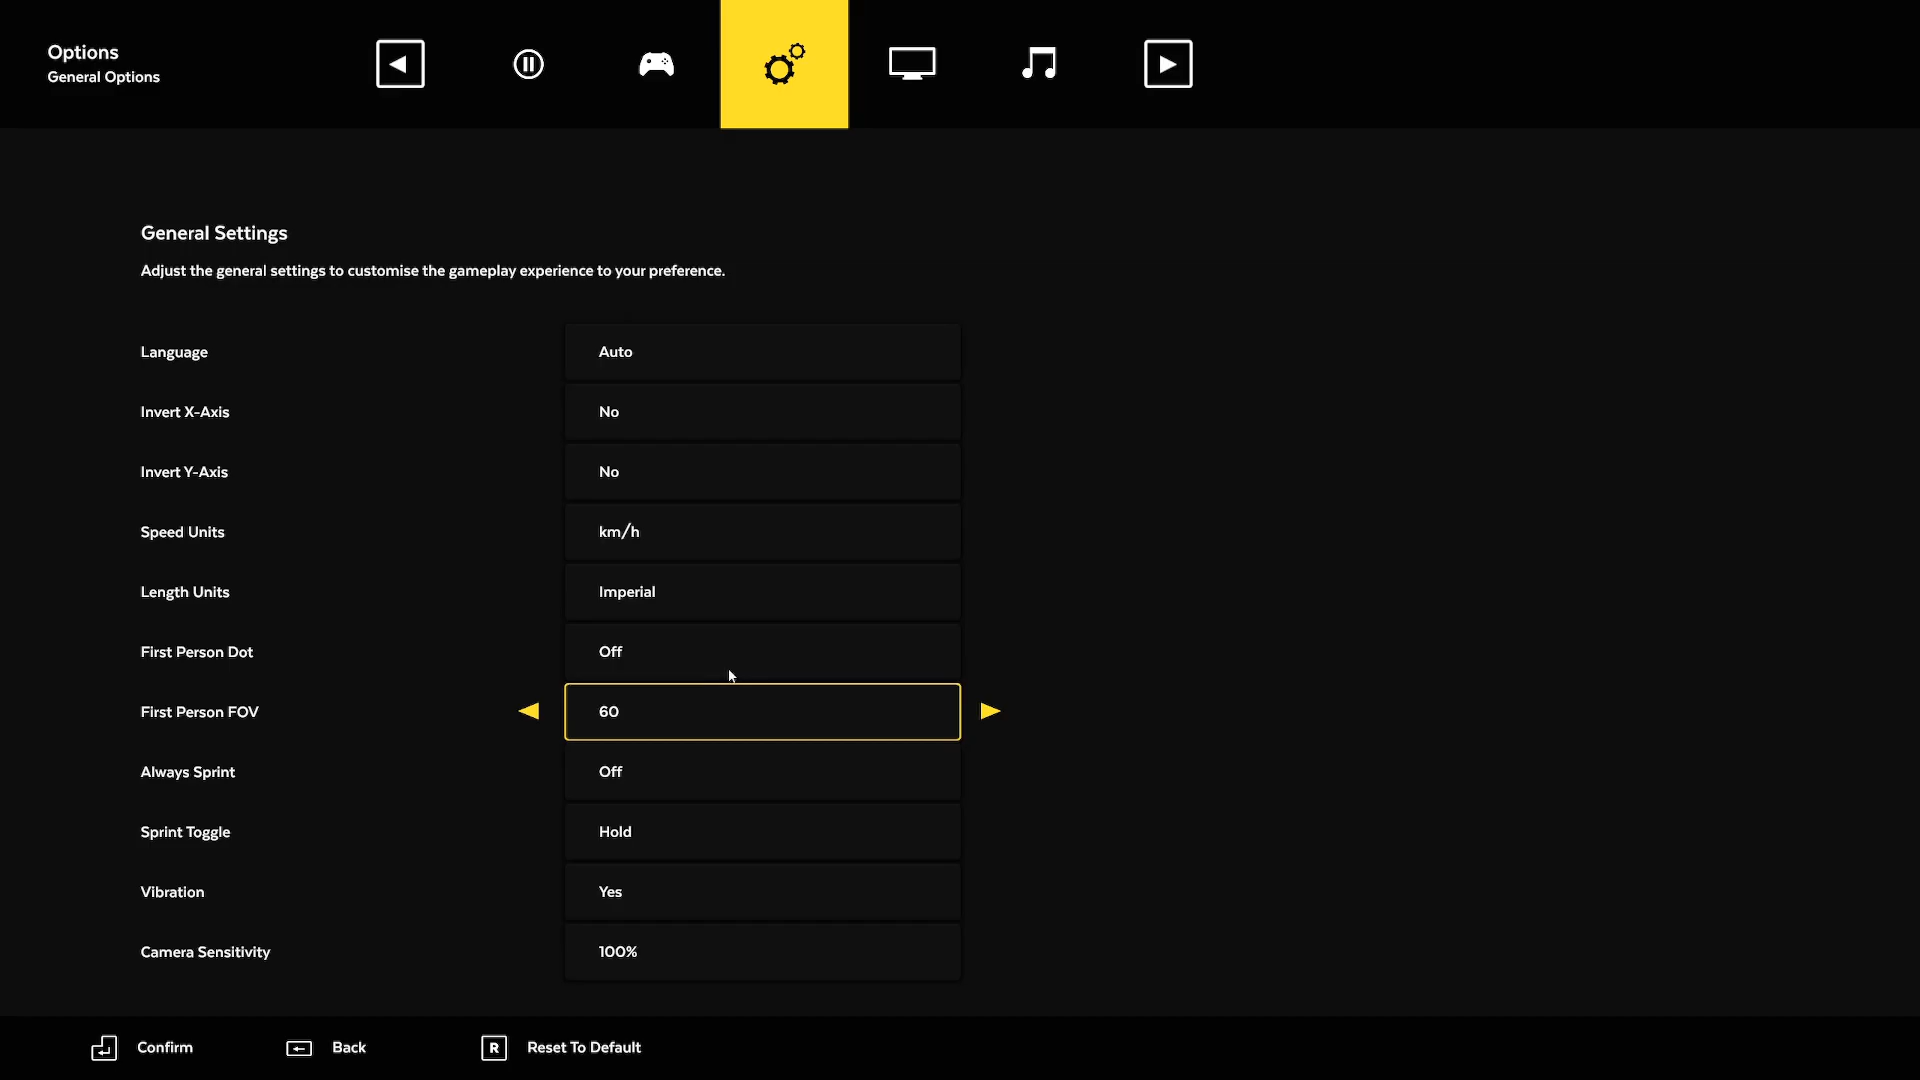 Options
General Options
General Settings
Adjust the general settings to customise the gameplay experience to your preference.
Language Auto
Invert X-Axis No
Invert Y-Axis No
Speed Units km/h
Length Units Imperial
First Person Dot Off
First Person FOV 60
Always Sprint Off
Sprint Toggle Hold
Vibration Yes
Camera Sensitivity 100%
Confirm Back R Reset To Default